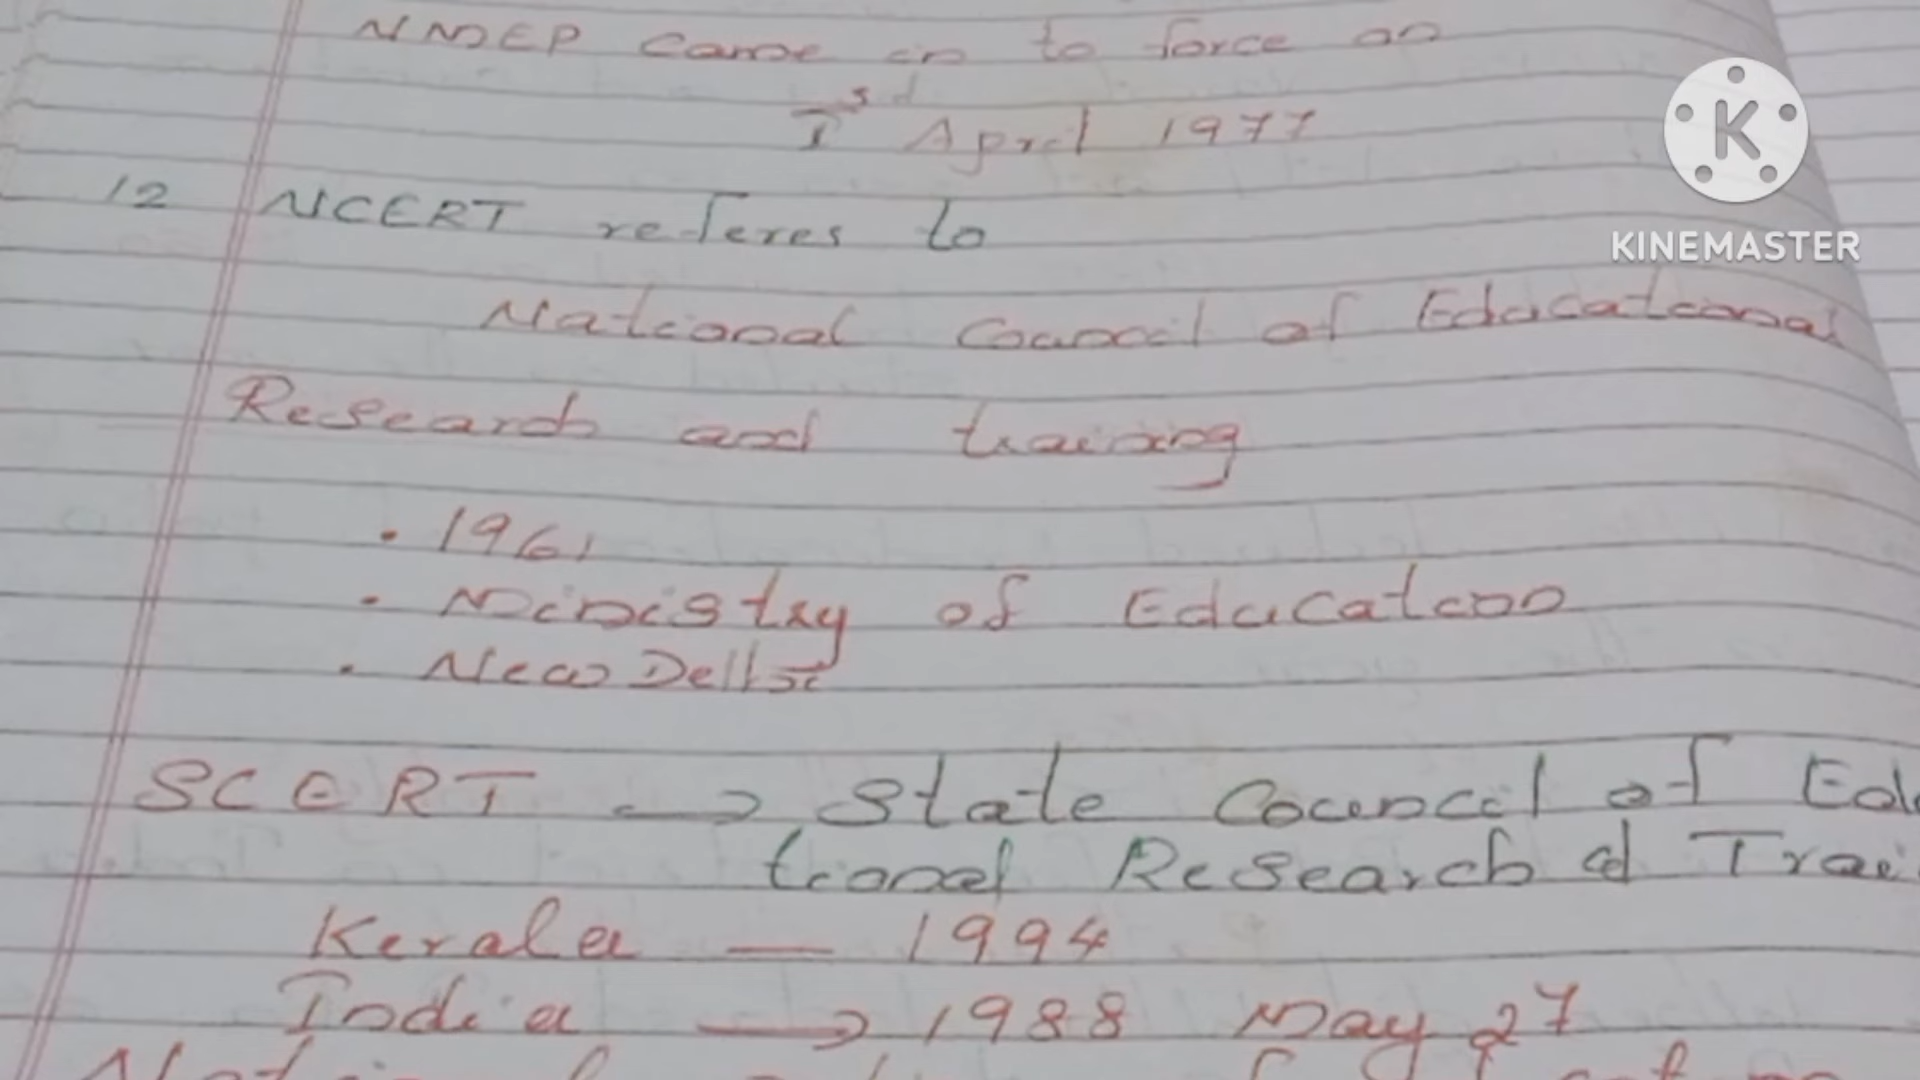 NMEP Came in to force on
1st April 1977
12 NCERT referes to
National Council of Educational
Research and training
• 1961
• Ministry of Education
• New Delhi
SCERT → State Council of Edu
tional Research & Trai
Kerala — 1994
India → 1988 May 27
KINEMASTER